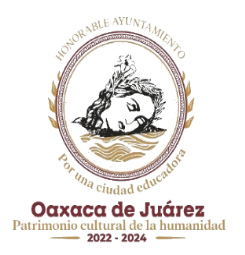 HONORABLE AYUNTAMIENTO
Por una ciudad educadora
Oaxaca de Juárez
Patrimonio cultural de la humanidad
2022 - 2024